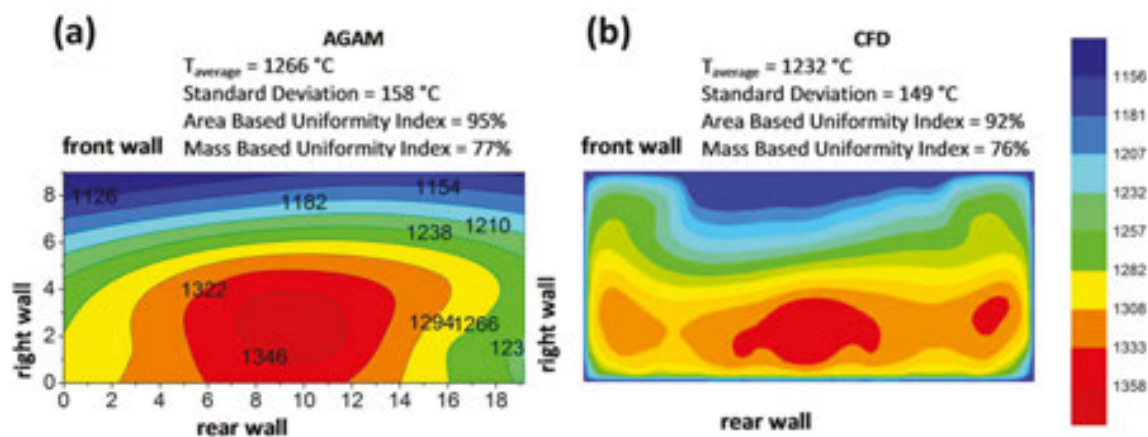 (a)
AGAM
Taverage = 1266 °C
Standard Deviation = 158 °C
Area Based Uniformity Index = 95%
Mass Based Uniformity Index = 77%
front wall
1126
1182
1154
1210
1238
1322
1294
1266
123
1346
8
6
4
2
0
0 2 4 6 8 10 12 14 16 18
right wall
rear wall
(b)
CFD
Taverage = 1232 °C
Standard Deviation = 149 °C
Area Based Uniformity Index = 92%
Mass Based Uniformity Index = 76%
front wall
right wall
rear wall
1156
1181
1207
1232
1257
1282
1308
1333
1358